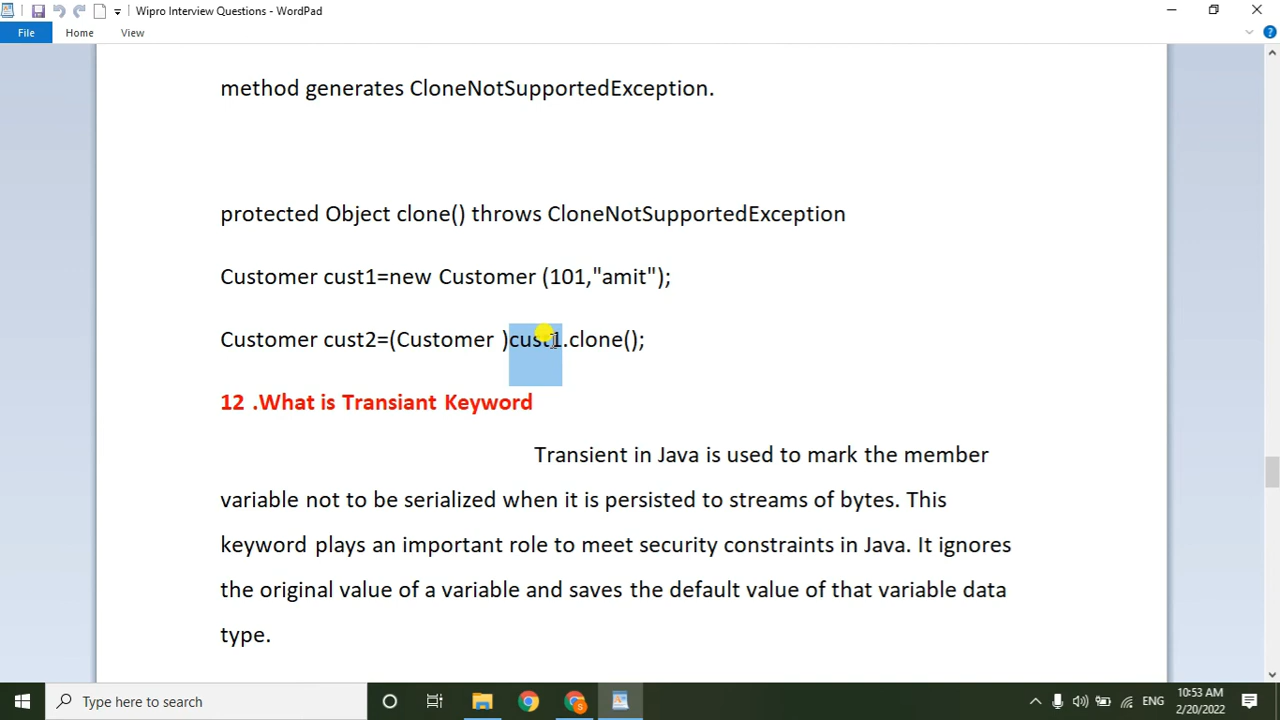 Wipro Interview Questions - WordPad
File Home View
method generates CloneNotSupportedException.
protected Object clone() throws CloneNotSupportedException
Customer cust1=new Customer (101,"amit");
Customer cust2=(Customer )cust1.clone();
12 .What is Transiant Keyword
Transient in Java is used to mark the member
variable not to be serialized when it is persisted to streams of bytes. This
keyword plays an important role to meet security constraints in Java. It ignores
the original value of a variable and saves the default value of that variable data
type.
Type here to search
ENG
10:53 AM
2/20/2022